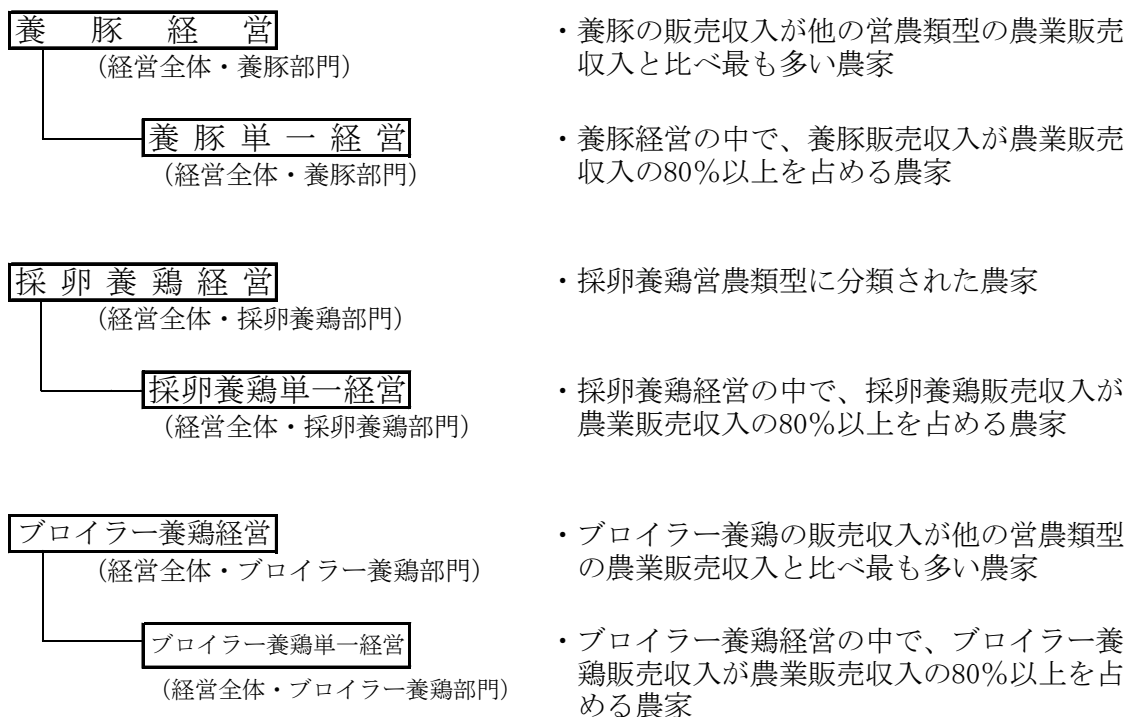 養豚経営
・養豚の販売収入が他の営農類型の農業販売
(経営全体・養豚部門)
収入と比べ最も多い農家
養豚単一経営
・養豚経営の中で、養豚販売収入が農業販売
(経営全体・養豚部門)
収入の80%以上を占める農家
採卵養鶏経営
・採卵養鶏営農類型に分類された農家
(経営全体・採卵養鶏部門)
採卵養鶏単一経営
・採卵養鶏経営の中で、採卵養鶏販売収入が
(経営全体・採卵養鶏部門)
農業販売収入の80%以上を占める農家
ブロイラー養鶏経営
・ブロイラー養鶏の販売収入が他の営農類型
(経営全体・ブロイラー養鶏部門)
の農業販売収入と比べ最も多い農家
ブロイラー養鶏単一経営
・ブロイラー養鶏経営の中で、ブロイラー養
(経営全体・ブロイラー養鶏部門)
鶏販売収入が農業販売収入の80%以上を占
める農家